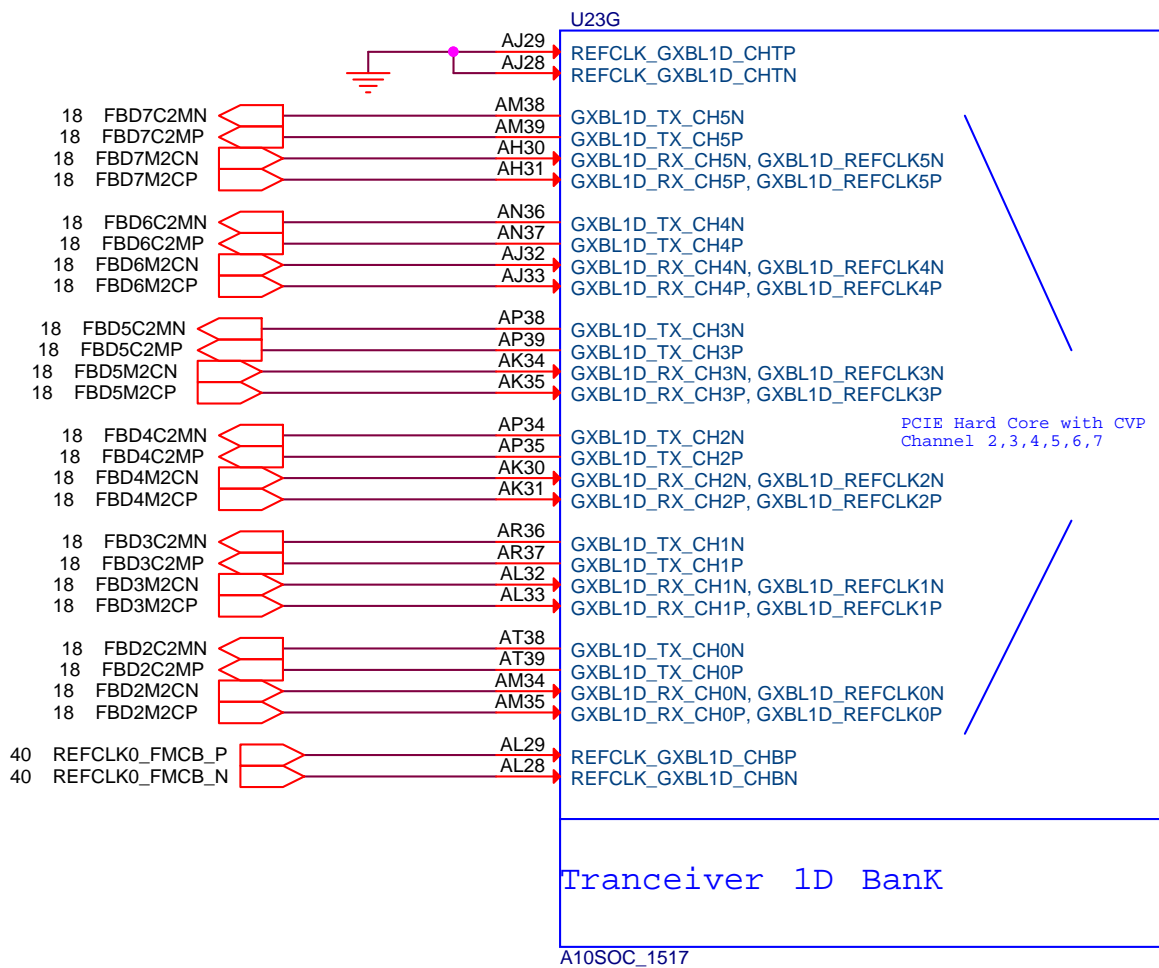 U23G
AJ29 REFCLK_GXBL1D_CHTP
AJ28 REFCLK_GXBL1D_CHTN
18 FBD7C2MN AM38 GXBL1D_TX_CH5N
18 FBD7C2MP AM39 GXBL1D_TX_CH5P
18 FBD7M2CN AH30 GXBL1D_RX_CH5N, GXBL1D_REFCLK5N
18 FBD7M2CP AH31 GXBL1D_RX_CH5P, GXBL1D_REFCLK5P
18 FBD6C2MN AN36 GXBL1D_TX_CH4N
18 FBD6C2MP AN37 GXBL1D_TX_CH4P
18 FBD6M2CN AJ32 GXBL1D_RX_CH4N, GXBL1D_REFCLK4N
18 FBD6M2CP AJ33 GXBL1D_RX_CH4P, GXBL1D_REFCLK4P
18 FBD5C2MN AP38 GXBL1D_TX_CH3N
18 FBD5C2MP AP39 GXBL1D_TX_CH3P
18 FBD5M2CN AK34 GXBL1D_RX_CH3N, GXBL1D_REFCLK3N
18 FBD5M2CP AK35 GXBL1D_RX_CH3P, GXBL1D_REFCLK3P
PCIE Hard Core with CVP
Channel 2,3,4,5,6,7
18 FBD4C2MN AP34 GXBL1D_TX_CH2N
18 FBD4C2MP AP35 GXBL1D_TX_CH2P
18 FBD4M2CN AK30 GXBL1D_RX_CH2N, GXBL1D_REFCLK2N
18 FBD4M2CP AK31 GXBL1D_RX_CH2P, GXBL1D_REFCLK2P
18 FBD3C2MN AR36 GXBL1D_TX_CH1N
18 FBD3C2MP AR37 GXBL1D_TX_CH1P
18 FBD3M2CN AL32 GXBL1D_RX_CH1N, GXBL1D_REFCLK1N
18 FBD3M2CP AL33 GXBL1D_RX_CH1P, GXBL1D_REFCLK1P
18 FBD2C2MN AT38 GXBL1D_TX_CH0N
18 FBD2C2MP AT39 GXBL1D_TX_CH0P
18 FBD2M2CN AM34 GXBL1D_RX_CH0N, GXBL1D_REFCLK0N
18 FBD2M2CP AM35 GXBL1D_RX_CH0P, GXBL1D_REFCLK0P
40 REFCLK0_FMCB_P AL29 REFCLK_GXBL1D_CHBP
40 REFCLK0_FMCB_N AL28 REFCLK_GXBL1D_CHBN
Tranceiver 1D BanK
A10SOC_1517